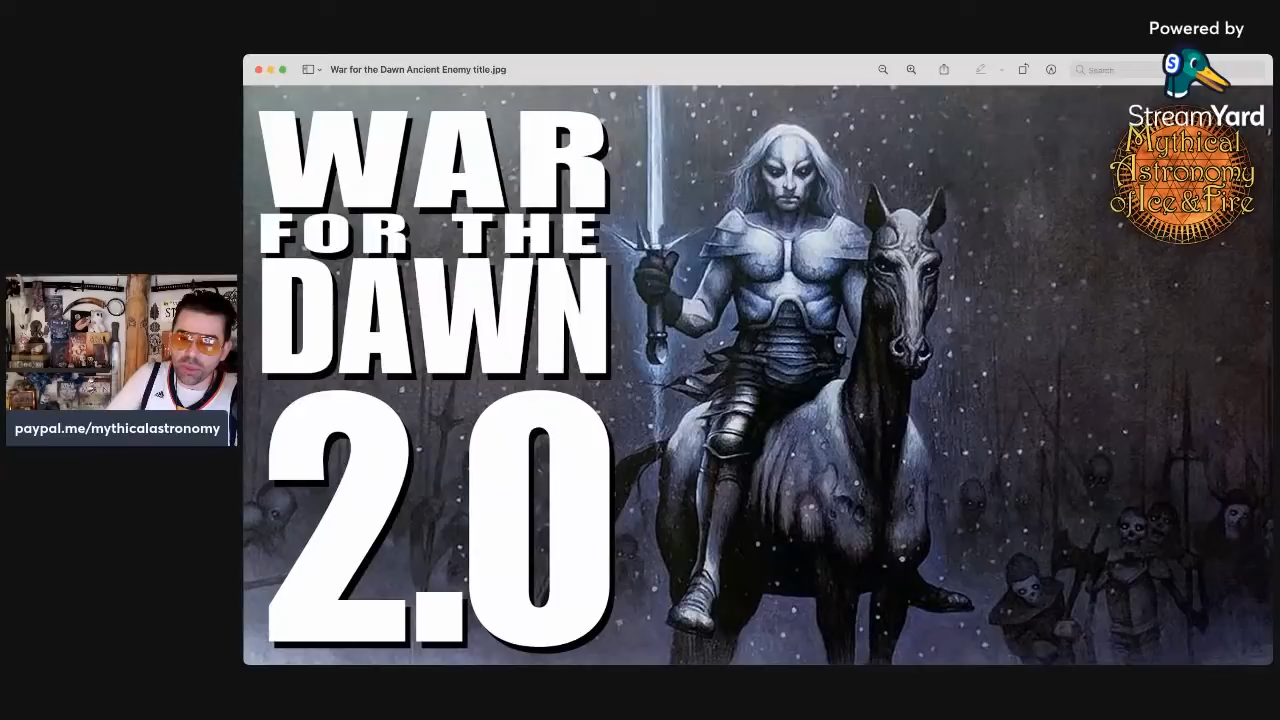 Powered by
StreamYard
War for the Dawn Ancient Enemy title.jpg
Search
Mythical
Astronomy
of Ice & Fire
WAR
FOR THE
DAWN
2.0
paypal.me/mythicalastronomy